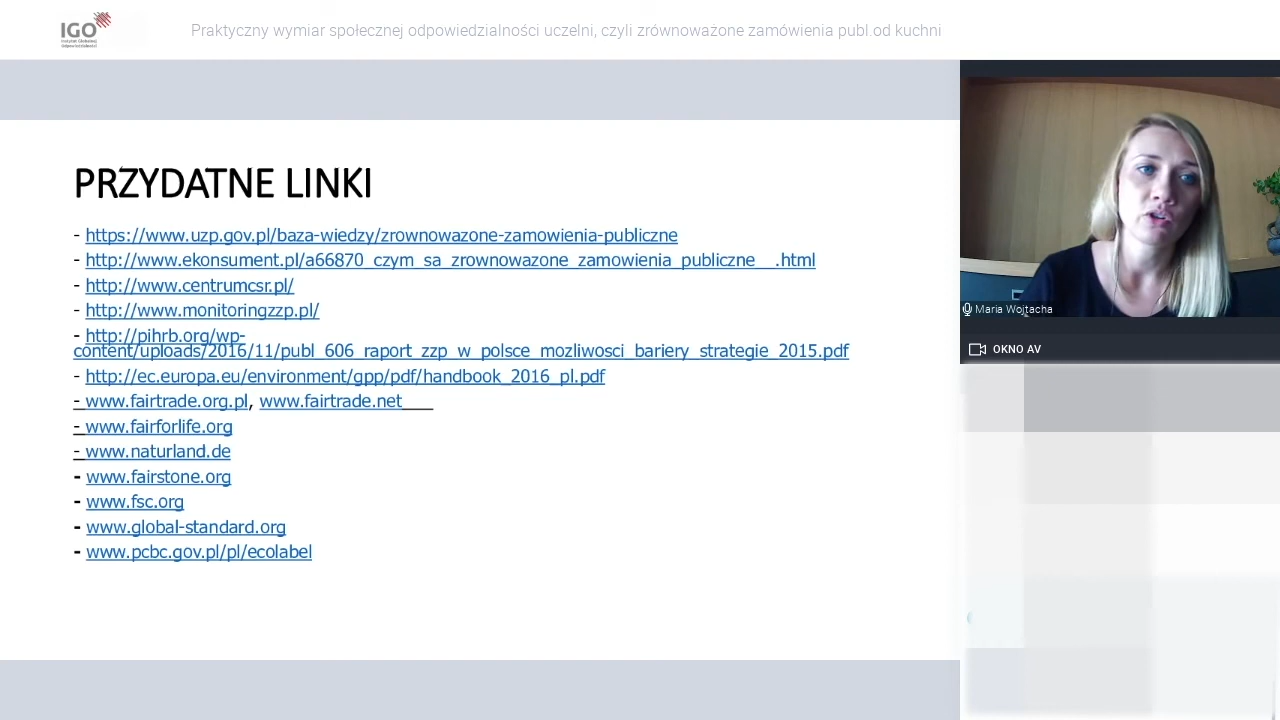 IGO
Instytut Globalnej
Odpowiedzialności
Praktyczny wymiar społecznej odpowiedzialności uczelni, czyli zrównoważone zamówienia publ.od kuchni
PRZYDATNE LINKI
- https://www.uzp.gov.pl/baza-wiedzy/zrownowazone-zamowienia-publiczne
- http://www.ekonsument.pl/a66870_czym_sa_zrownowazone_zamowienia_publiczne__.html
- http://www.centrumcsr.pl/
- http://www.monitoringzzp.pl/
- http://pihrb.org/wp-
content/uploads/2016/11/publ_606_raport_zzp_w_polsce_mozliwosci_bariery_strategie_2015.pdf
- http://ec.europa.eu/environment/gpp/pdf/handbook_2016_pl.pdf
- www.fairtrade.org.pl, www.fairtrade.net
- www.fairforlife.org
- www.naturland.de
- www.fairstone.org
- www.fsc.org
- www.global-standard.org
- www.pcbc.gov.pl/pl/ecolabel
Maria Wojtacha
OKNO AV